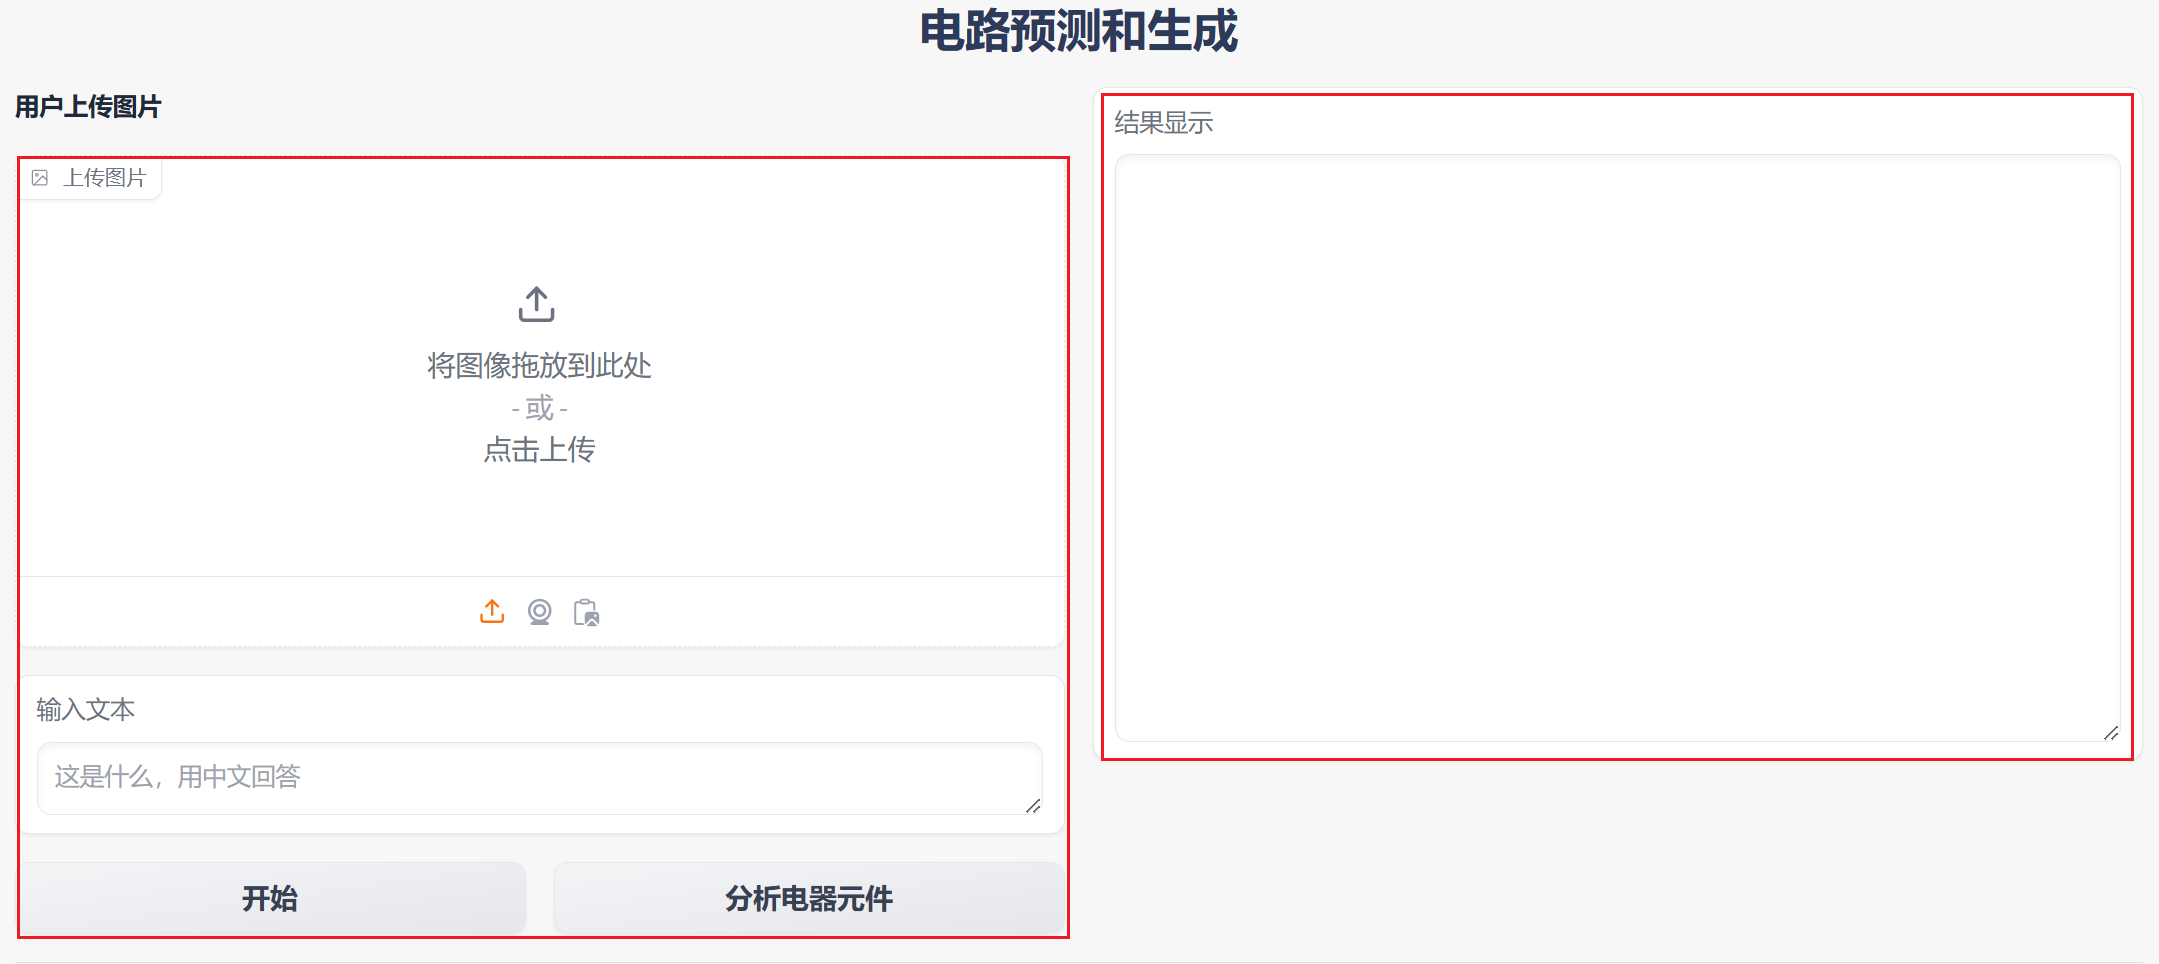 电路预测和生成
用户上传图片
上传图片
将图像拖放到此处
- 或 -
点击上传
输入文本
这是什么，用中文回答
开始
分析电器元件
结果显示